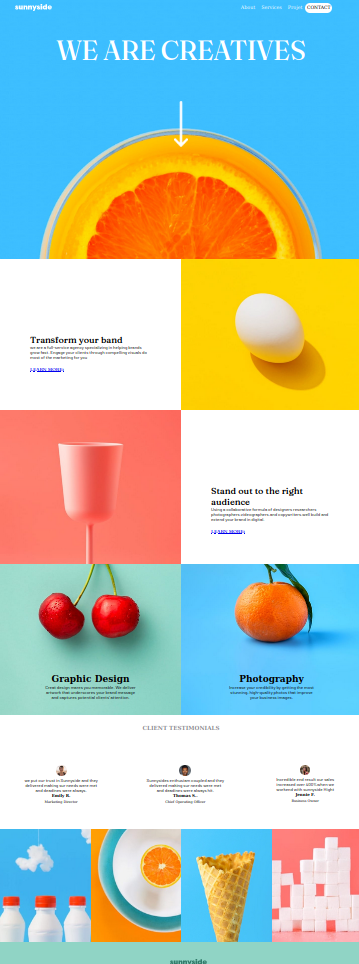 sunnyside
About Services Projet CONTACT
WE ARE CREATIVES
Transform your band
we are a full-service agency specializing in helping brands
grow fast. Engage your clients through compelling visuals do
most of the marketing for you
LEARN MORE
Stand out to the right
audience
Using a collaborative formula of designers researchers
photographers videographers and copywriters well build and
extend your brand in digital
LEARN MORE
Graphic Design
Great design makes you memorable. We deliver
artwork that underscores your brand message
and captures potential clients' attention.
Photography
Increase your credibility by getting the most
stunning, high-quality photos that improve
your business images
CLIENT TESTIMONIALS
we put our trust in Sunnyside and they
delivered making our needs were met
and deadlines were always.
Emily R.
Marketing Director
Sunnysides enthusiasm coupled and they
delivered making our needs were met
and deadlines were always hit.
Thomas S.
Chief Operating Officer
Incredible end result our sales
increased over 400% when we
worked with sunnyside Highl
Jennie F.
Business Owner
sunnyside